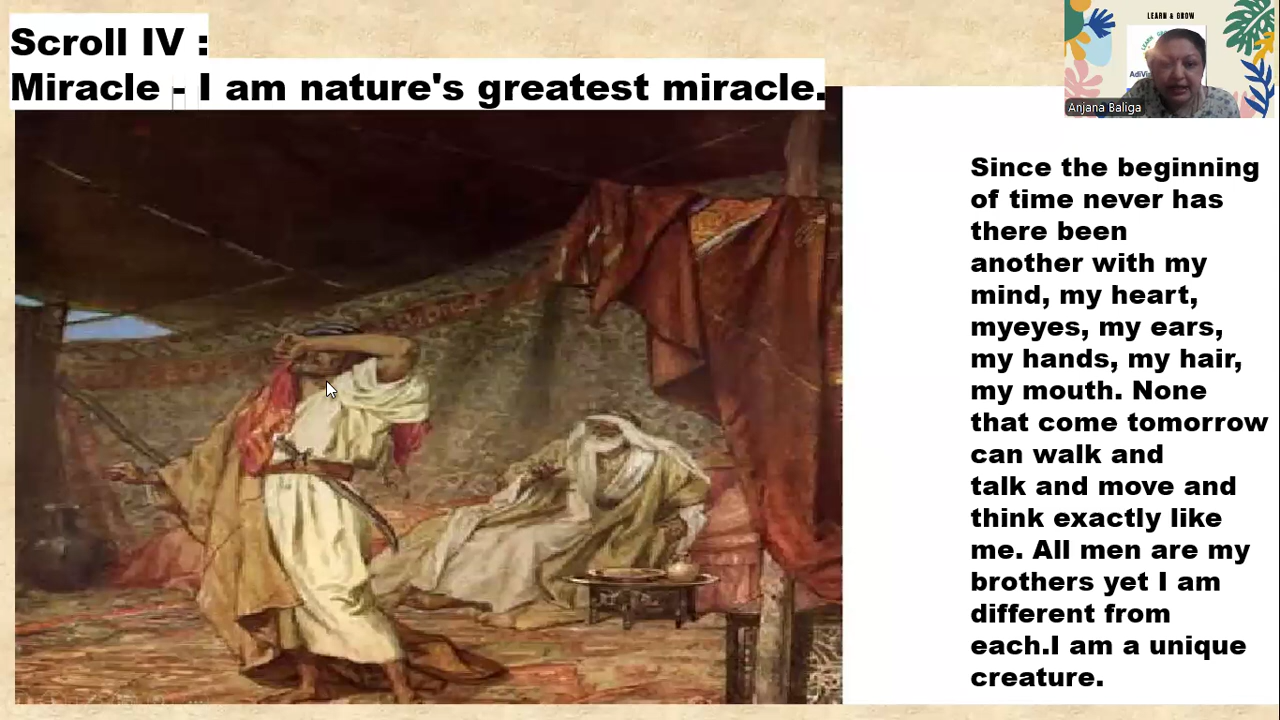 Scroll IV :
Miracle - I am nature's greatest miracle.
LEARN & GROW
Anjana Baliga
Since the beginning
of time never has
there been
another with my
mind, my heart,
myeyes, my ears,
my hands, my hair,
my mouth. None
that come tomorrow
can walk and
talk and move and
think exactly like
me. All men are my
brothers yet I am
different from
each.I am a unique
creature.